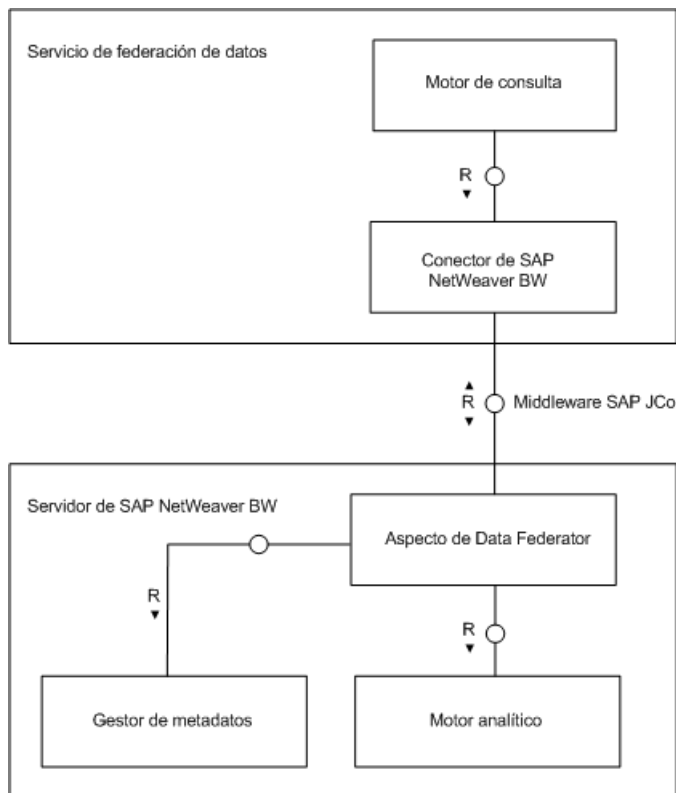 Servicio de federación de datos
Motor de consulta
R
Conector de SAP
NetWeaver BW
R
Middleware SAP JCo
Servidor de SAP NetWeaver BW
Aspecto de Data Federator
R
R
Gestor de metadatos
Motor analítico